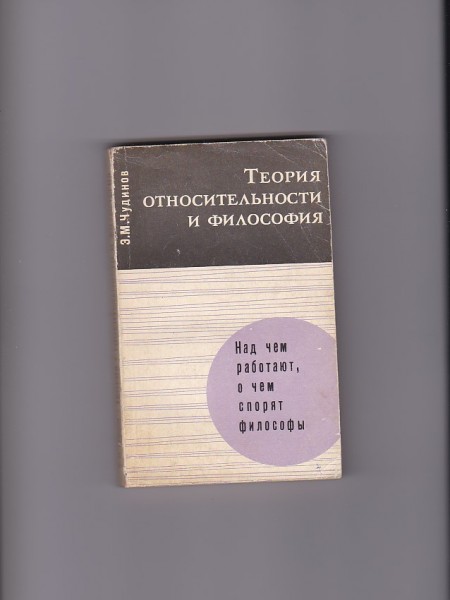 Э.М.Чудинов
Теория
относительности
и философия
Над чем
работают,
о чем
спорят
философы